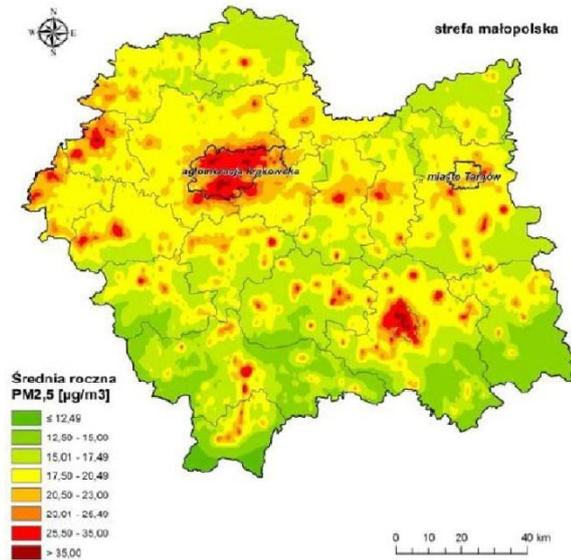 N
W E
S
strefa małopolska
aglomeracja krakowska
miasto Tarnów
Średnia roczna
PM2,5 [µg/m3]
≤ 12,49
12,50 - 15,00
15,01 - 17,49
17,50 - 20,49
20,50 - 23,00
25,50 - 35,00
> 35,00
0 10 20 40 km